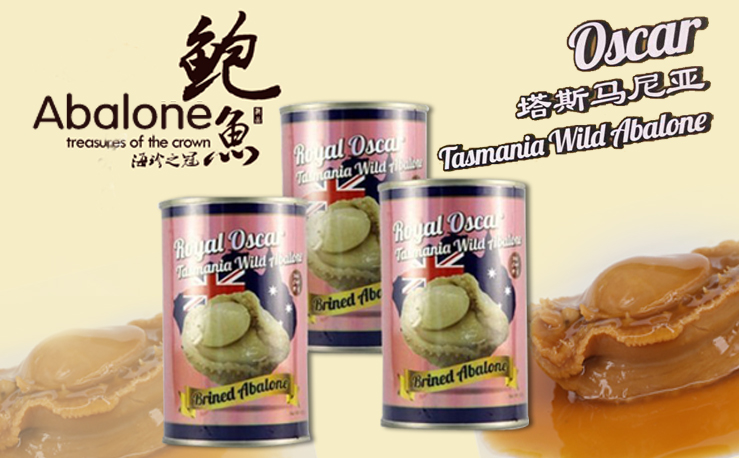 鲍魚
Abalone
treasures of the crown
海珍之冠
Oscar
塔斯马尼亚
Tasmania Wild Abalone
Royal Oscar
Tasmania Wild Abalone
Brined Abalone
Royal Oscar
Tasmania Wild Abalone
Brined Abalone
Royal Oscar
Tasmania Wild Abalone
Brined Abalone